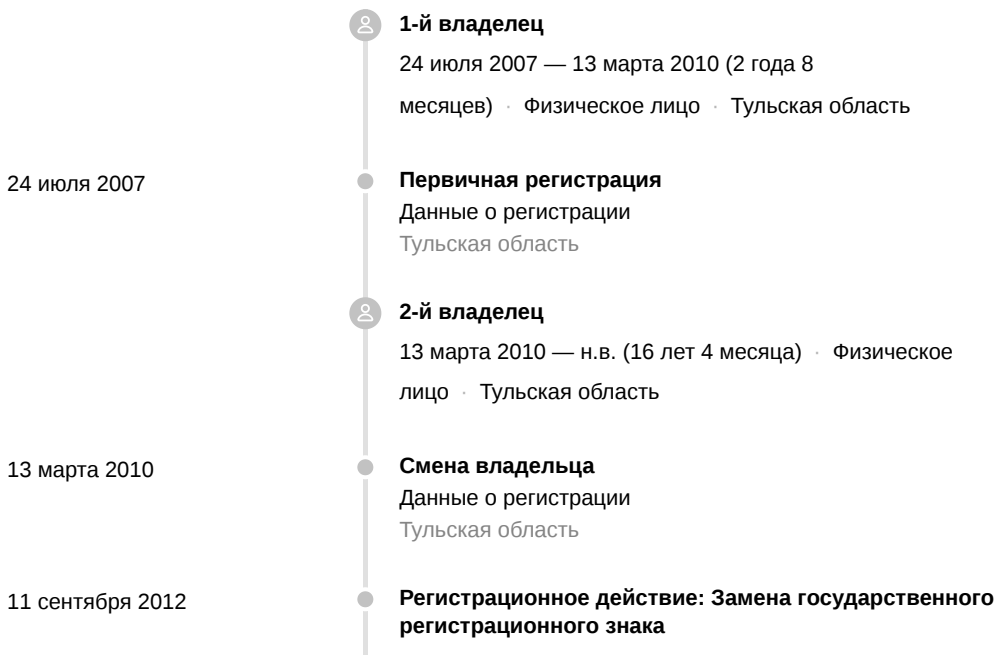 1-й владелец
24 июля 2007 — 13 марта 2010 (2 года 8
месяцев) · Физическое лицо · Тульская область
24 июля 2007
Первичная регистрация
Данные о регистрации
Тульская область
2-й владелец
13 марта 2010 — н.в. (16 лет 4 месяца) · Физическое
лицо · Тульская область
13 марта 2010
Смена владельца
Данные о регистрации
Тульская область
11 сентября 2012
Регистрационное действие: Замена государственного
регистрационного знака